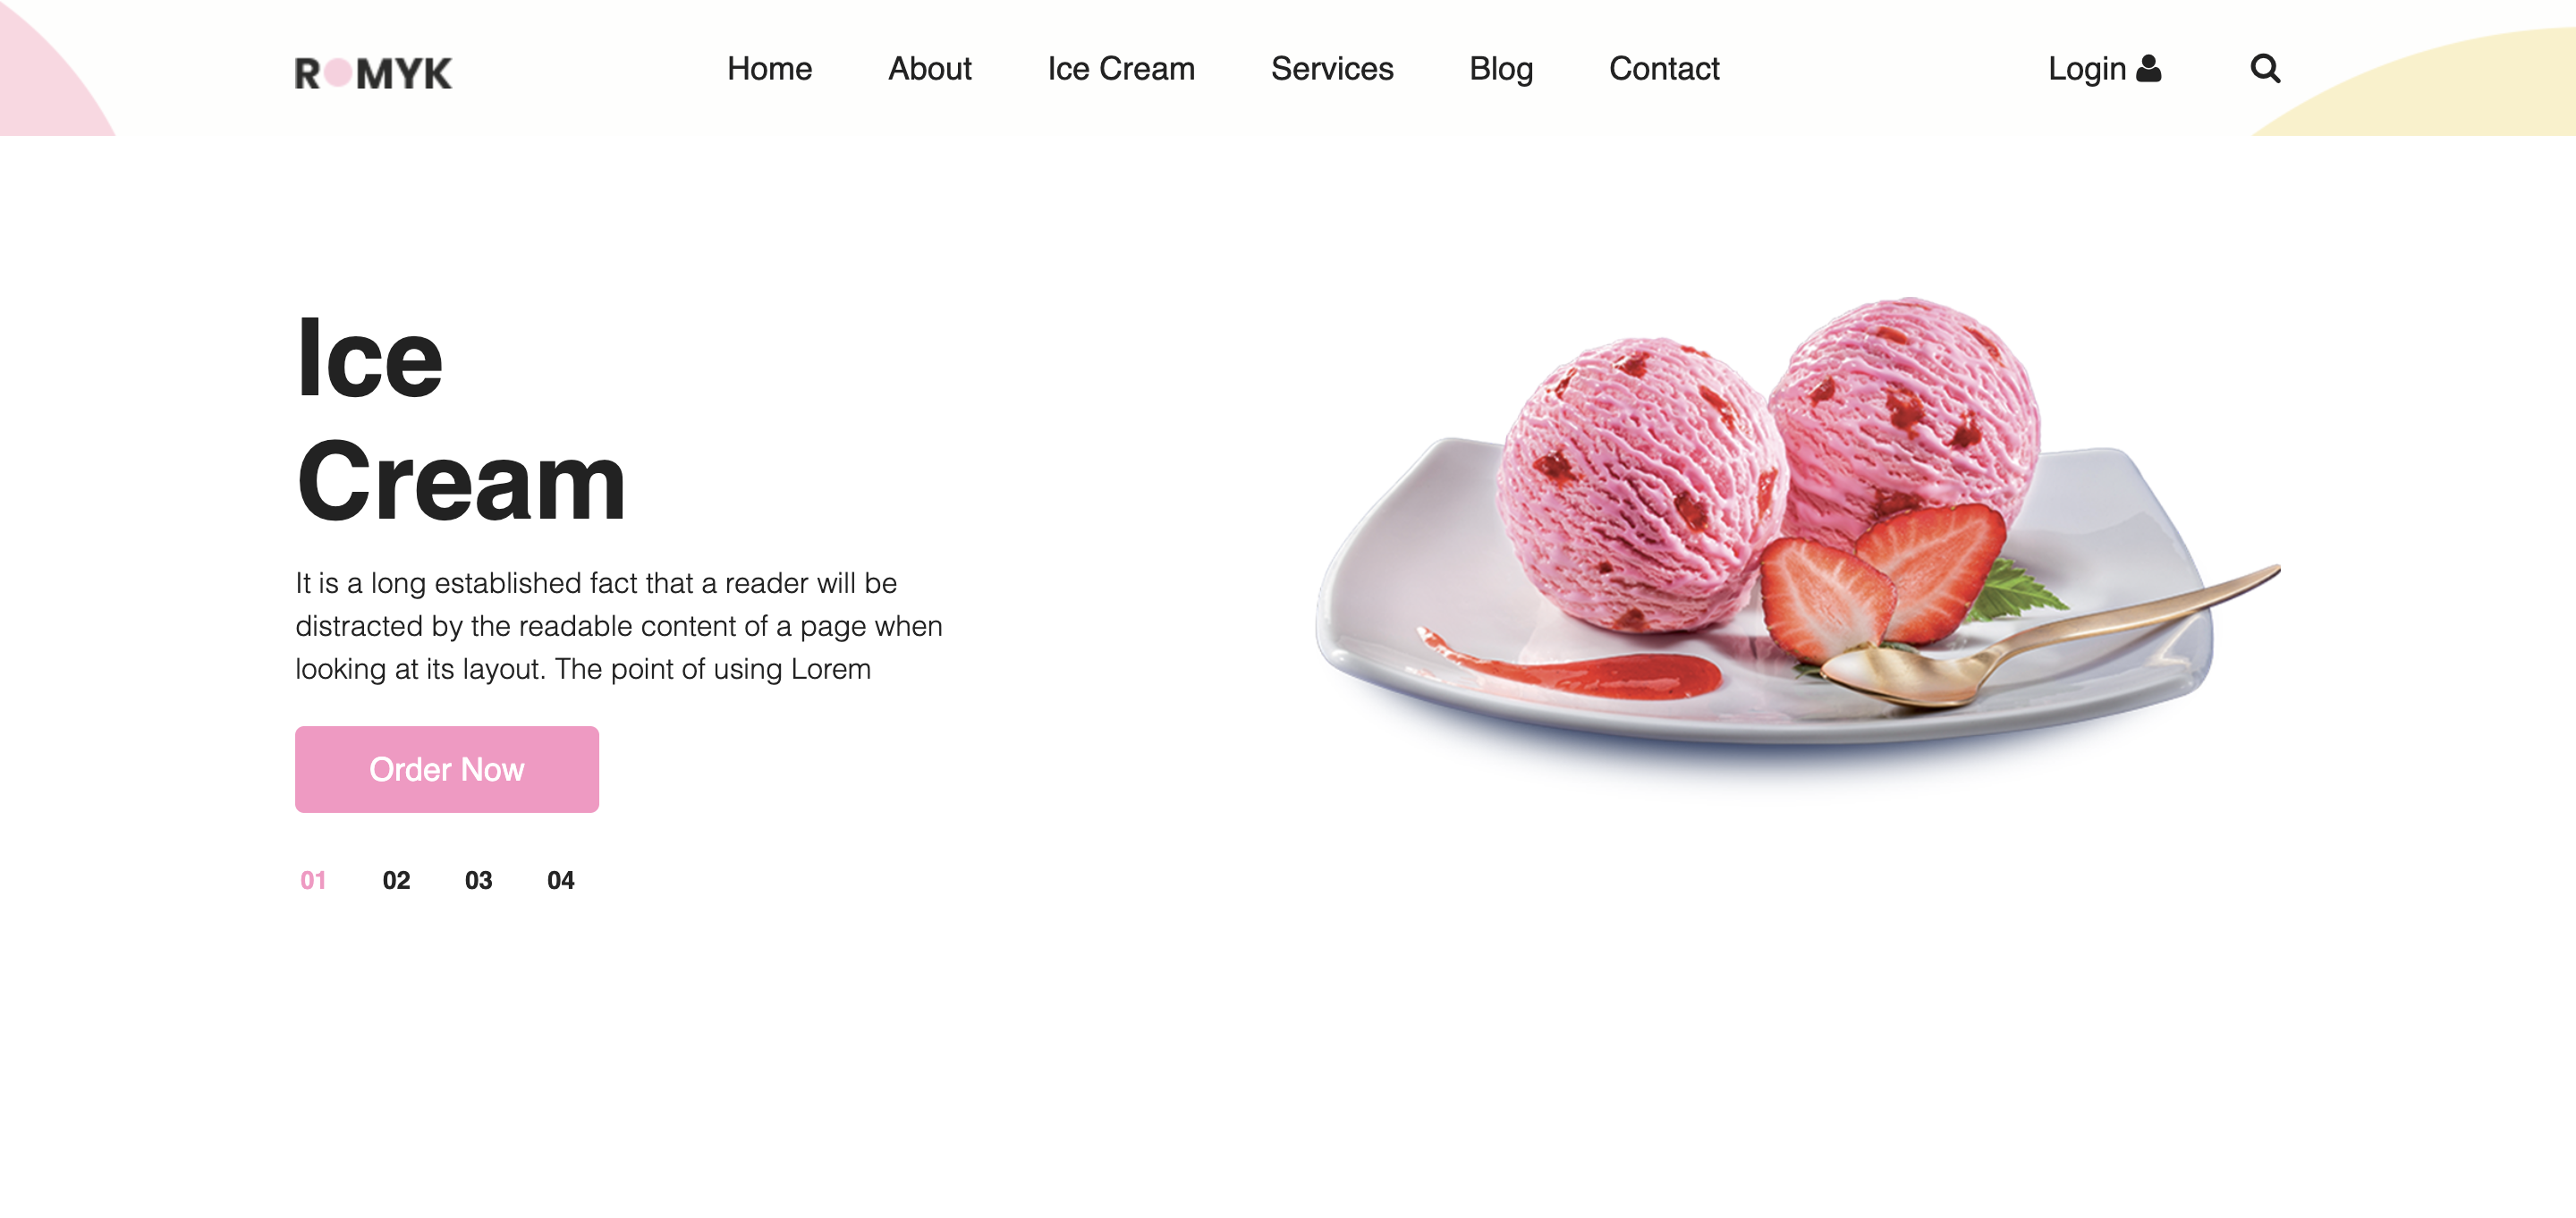 ROMYK
Home About Ice Cream Services Blog Contact Login
Ice
Cream
It is a long established fact that a reader will be
distracted by the readable content of a page when
looking at its layout. The point of using Lorem
Order Now
01 02 03 04